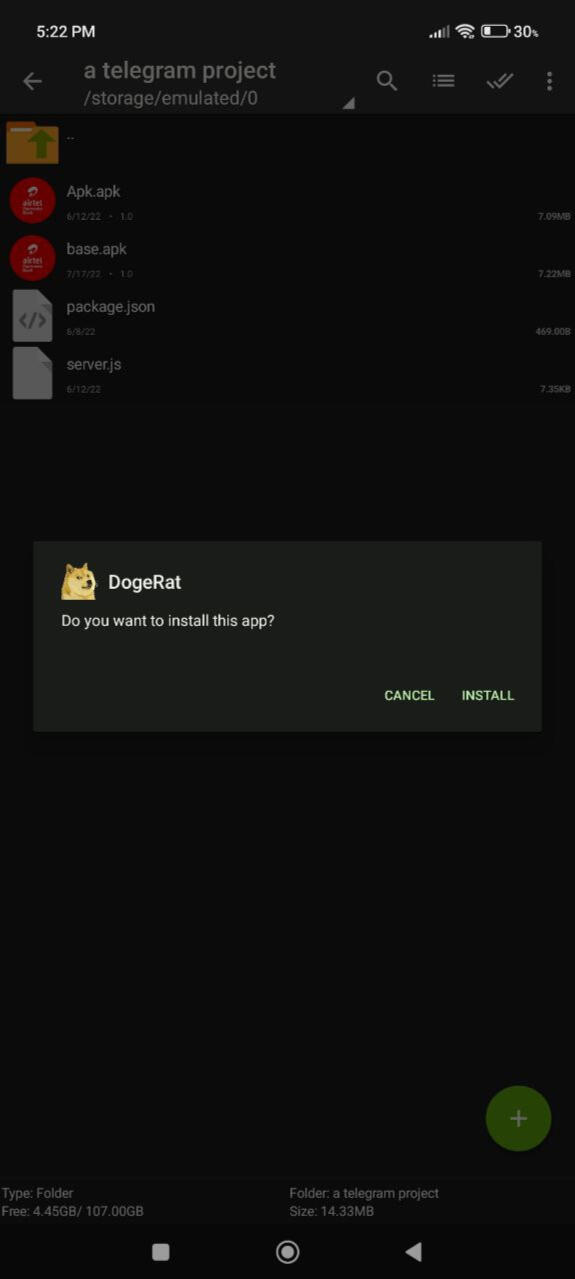 5:22 PM
30%
a telegram project
/storage/emulated/0
..
airtel
Apk.apk
6/12/22 • 1.0
7.09MB
airtel
base.apk
7/17/22 • 1.0
7.22MB
</>
package.json
6/8/22
469.00B
server.js
6/12/22
7.35KB
DogeRat
Do you want to install this app?
CANCEL
INSTALL
+
Type: Folder
Folder: a telegram project
Free: 4.45GB/ 107.00GB
Size: 14.33MB